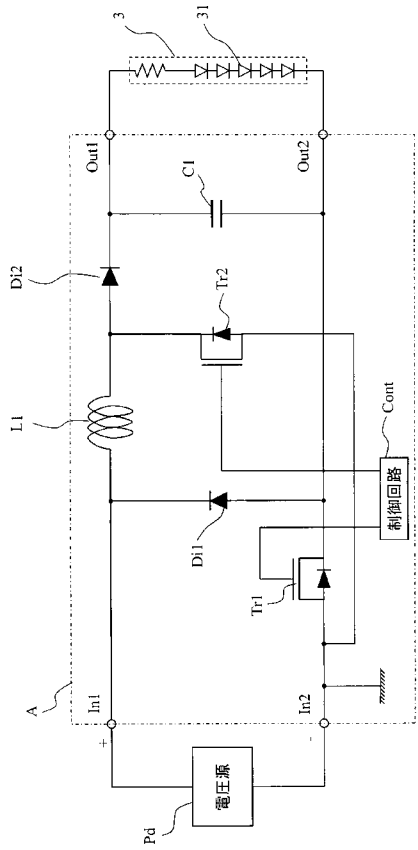 3
31
Out1
Out2
C1
Di2
Tr2
L1
Cont
制御回路
Di1
Tr1
A
In1
In2
+
-
電圧源
Pd